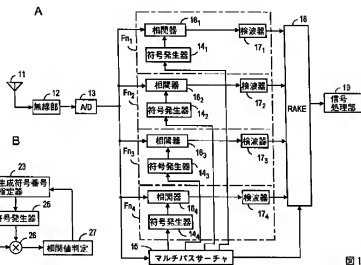 A
11
無線部
12
A/D
13
Fn1
相関器
16₁
検波器
17₁
符号発生器
14₁
Fn2
相関器
16₂
検波器
17₂
符号発生器
14₂
Fn3
相関器
16₃
検波器
17₃
符号発生器
14₃
Fn4
相関器
16₄
検波器
17₄
符号発生器
14₄
15
マルチパスサーチャ
RAKE
18
19
信号
処理部
B
23
生成符号番号
指定器
25
符号発生器
26
相関値判定
27
図1